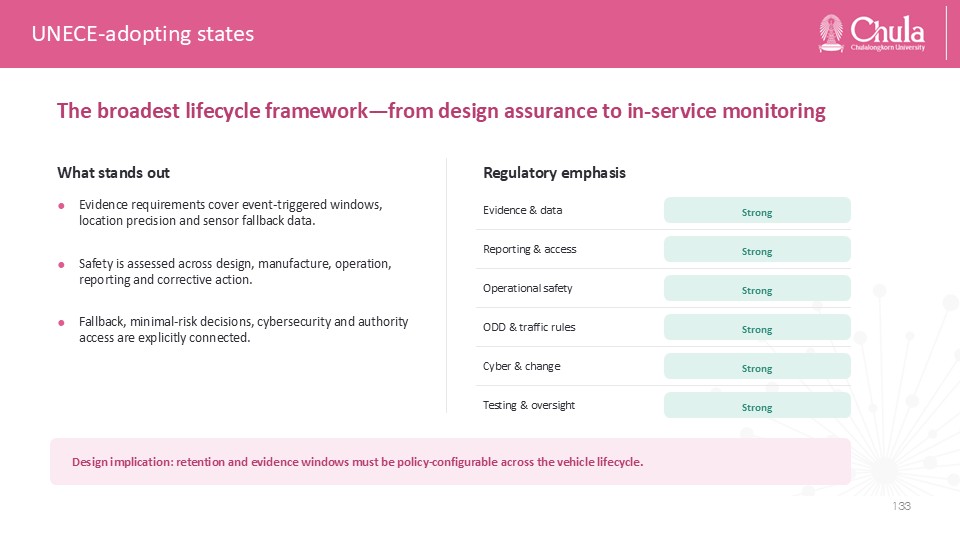 UNECE-adopting states
Chula
Chulalongkorn University
The broadest lifecycle framework—from design assurance to in-service monitoring
What stands out
● Evidence requirements cover event-triggered windows,
location precision and sensor fallback data.
● Safety is assessed across design, manufacture, operation,
reporting and corrective action.
● Fallback, minimal-risk decisions, cybersecurity and authority
access are explicitly connected.
Regulatory emphasis
Evidence & data Strong
Reporting & access Strong
Operational safety Strong
ODD & traffic rules Strong
Cyber & change Strong
Testing & oversight Strong
Design implication: retention and evidence windows must be policy-configurable across the vehicle lifecycle.
133